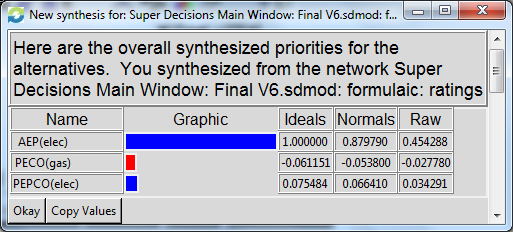 New synthesis for: Super Decisions Main Window: Final V6.sdmod: f...
Here are the overall synthesized priorities for the
alternatives. You synthesized from the network Super
Decisions Main Window: Final V6.sdmod: formulaic: ratings
Name Graphic Ideals Normals Raw
AEP(elec) 1.000000 0.879790 0.454288
PECO(gas) -0.061151 -0.053800 -0.027780
PEPCO(elec) 0.075484 0.066410 0.034291
Okay Copy Values